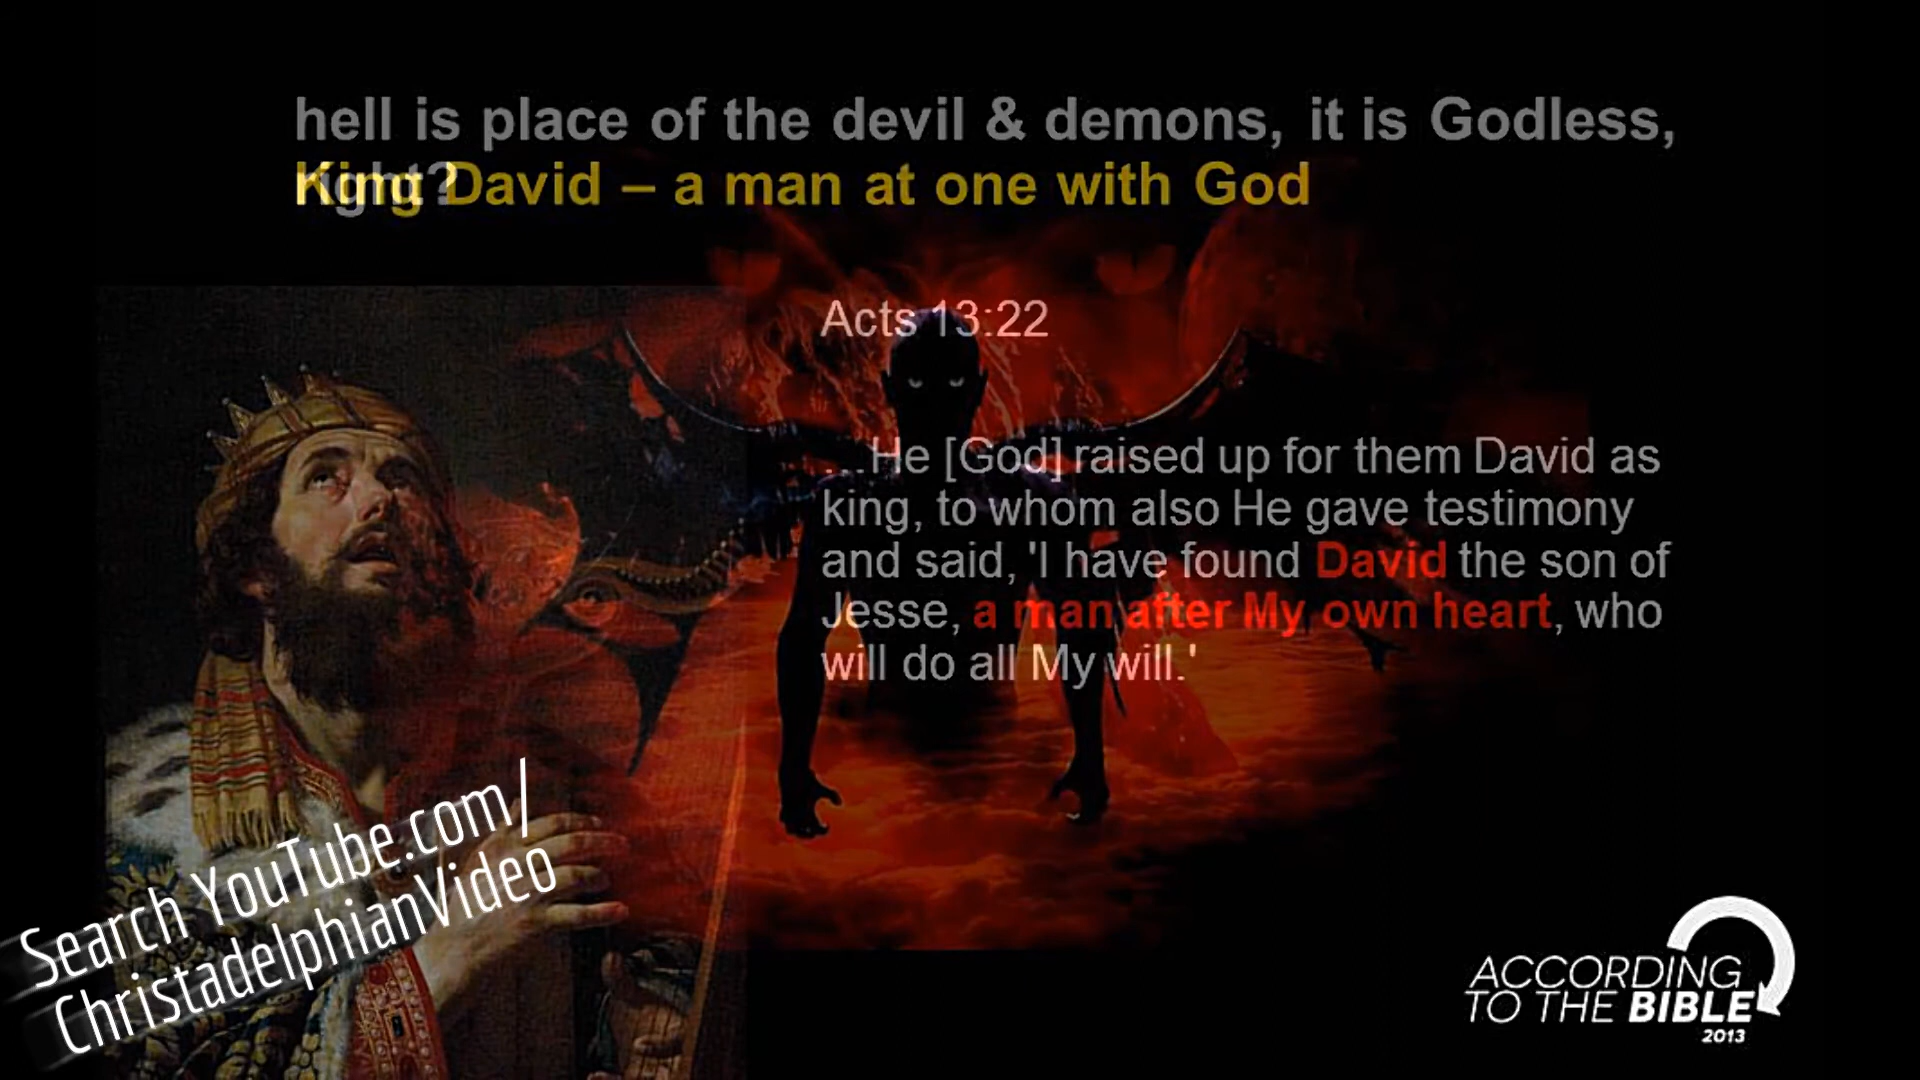 hell is place of the devil & demons, it is Godless,
right?
King David – a man at one with God
Acts 13:22
...He [God] raised up for them David as
king, to whom also He gave testimony
and said, 'I have found David the son of
Jesse, a man after My own heart, who
will do all My will.'
Search YouTube.com/
ChristadelphianVideo
ACCORDING
TO THE BIBLE
2013